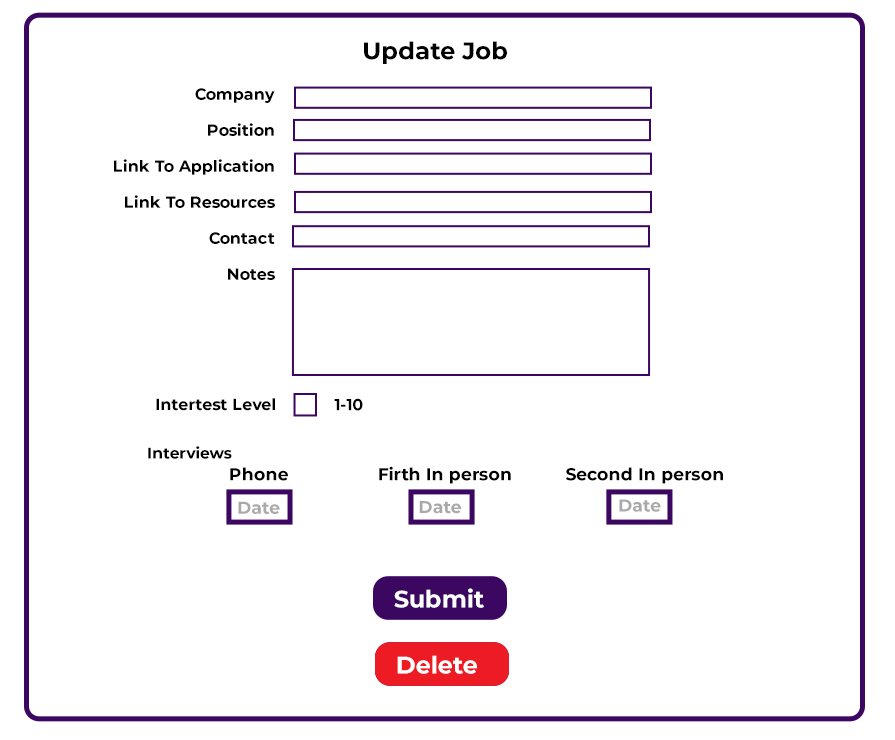 Update Job
Company
Position
Link To Application
Link To Resources
Contact
Notes
Intertest Level 1-10
Interviews
Phone Firth In person Second In person
Date Date Date
Submit
Delete